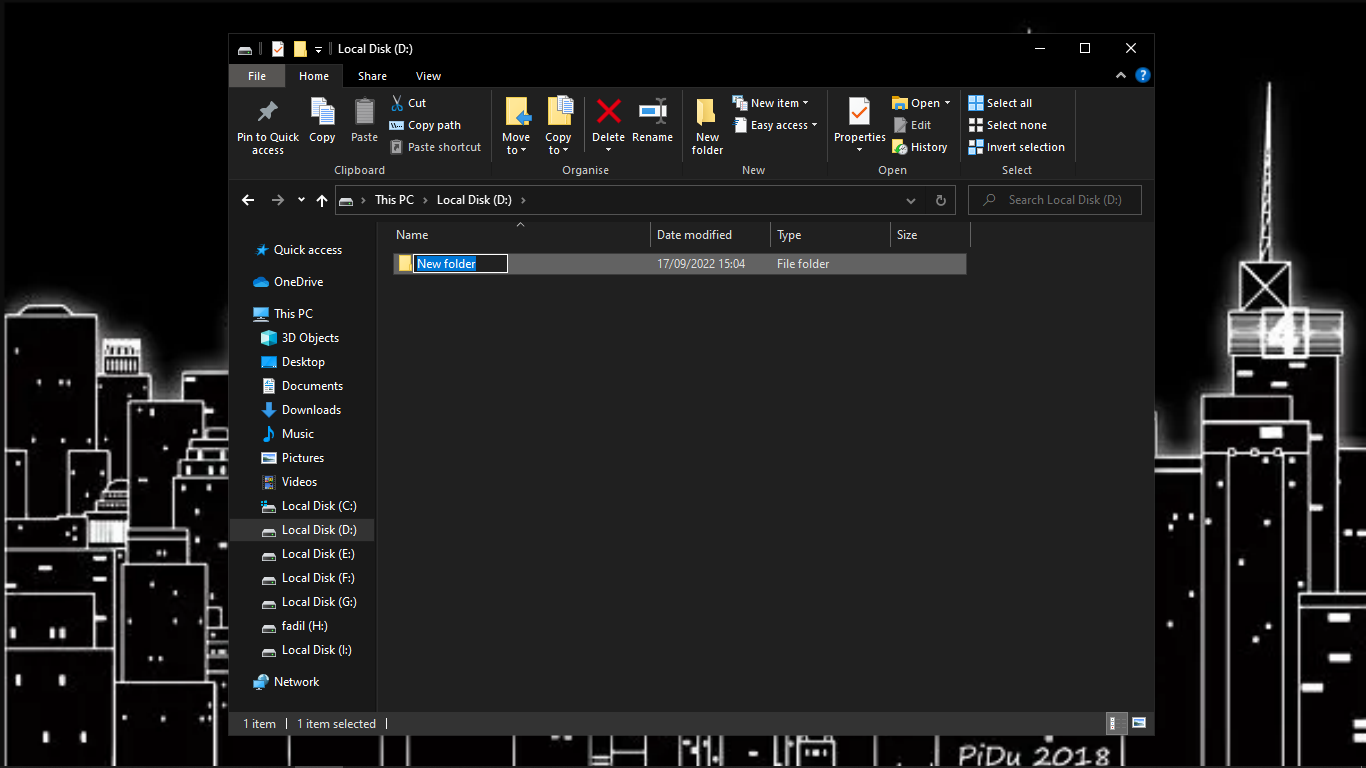 Local Disk (D:)
File Home Share View
Pin to Quick access
Copy
Paste
Cut
Copy path
Paste shortcut
Clipboard
Move to
Copy to
Delete
Rename
Organise
New folder
New item
Easy access
New
Properties
Open
Edit
History
Open
Select all
Select none
Invert selection
Select
This PC Local Disk (D:)
Search Local Disk (D:)
Name Date modified Type Size
New folder 17/09/2022 15:04 File folder
Quick access
OneDrive
This PC
3D Objects
Desktop
Documents
Downloads
Music
Pictures
Videos
Local Disk (C:)
Local Disk (D:)
Local Disk (E:)
Local Disk (F:)
Local Disk (G:)
fadil (H:)
Local Disk (I:)
Network
1 item 1 item selected
4
PiDu 2018